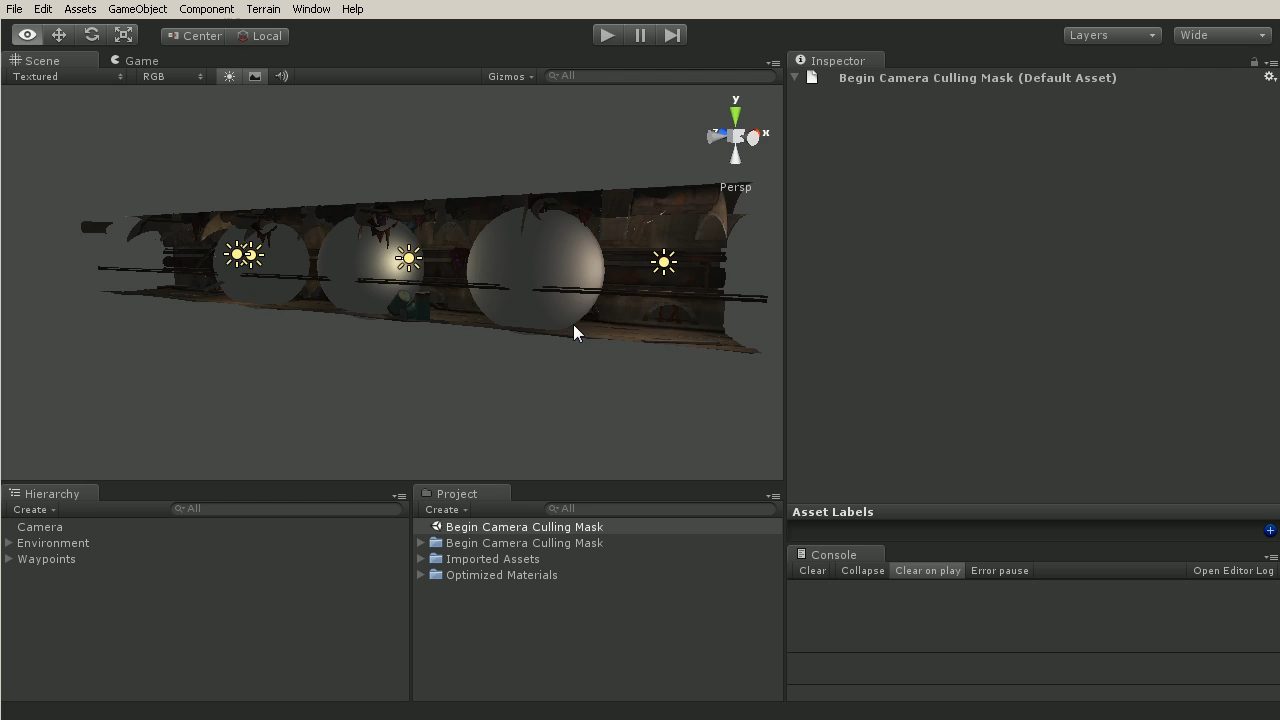 File Edit Assets GameObject Component Terrain Window Help
Center Local Layers Wide
Scene Game Inspector
Textured RGB Gizmos All
Begin Camera Culling Mask (Default Asset)
y
z x
Persp
Hierarchy Project
Create All Create All
Camera
Environment
Waypoints
Begin Camera Culling Mask
Begin Camera Culling Mask
Imported Assets
Optimized Materials
Asset Labels
Console
Clear Collapse Clear on play Error pause Open Editor Log